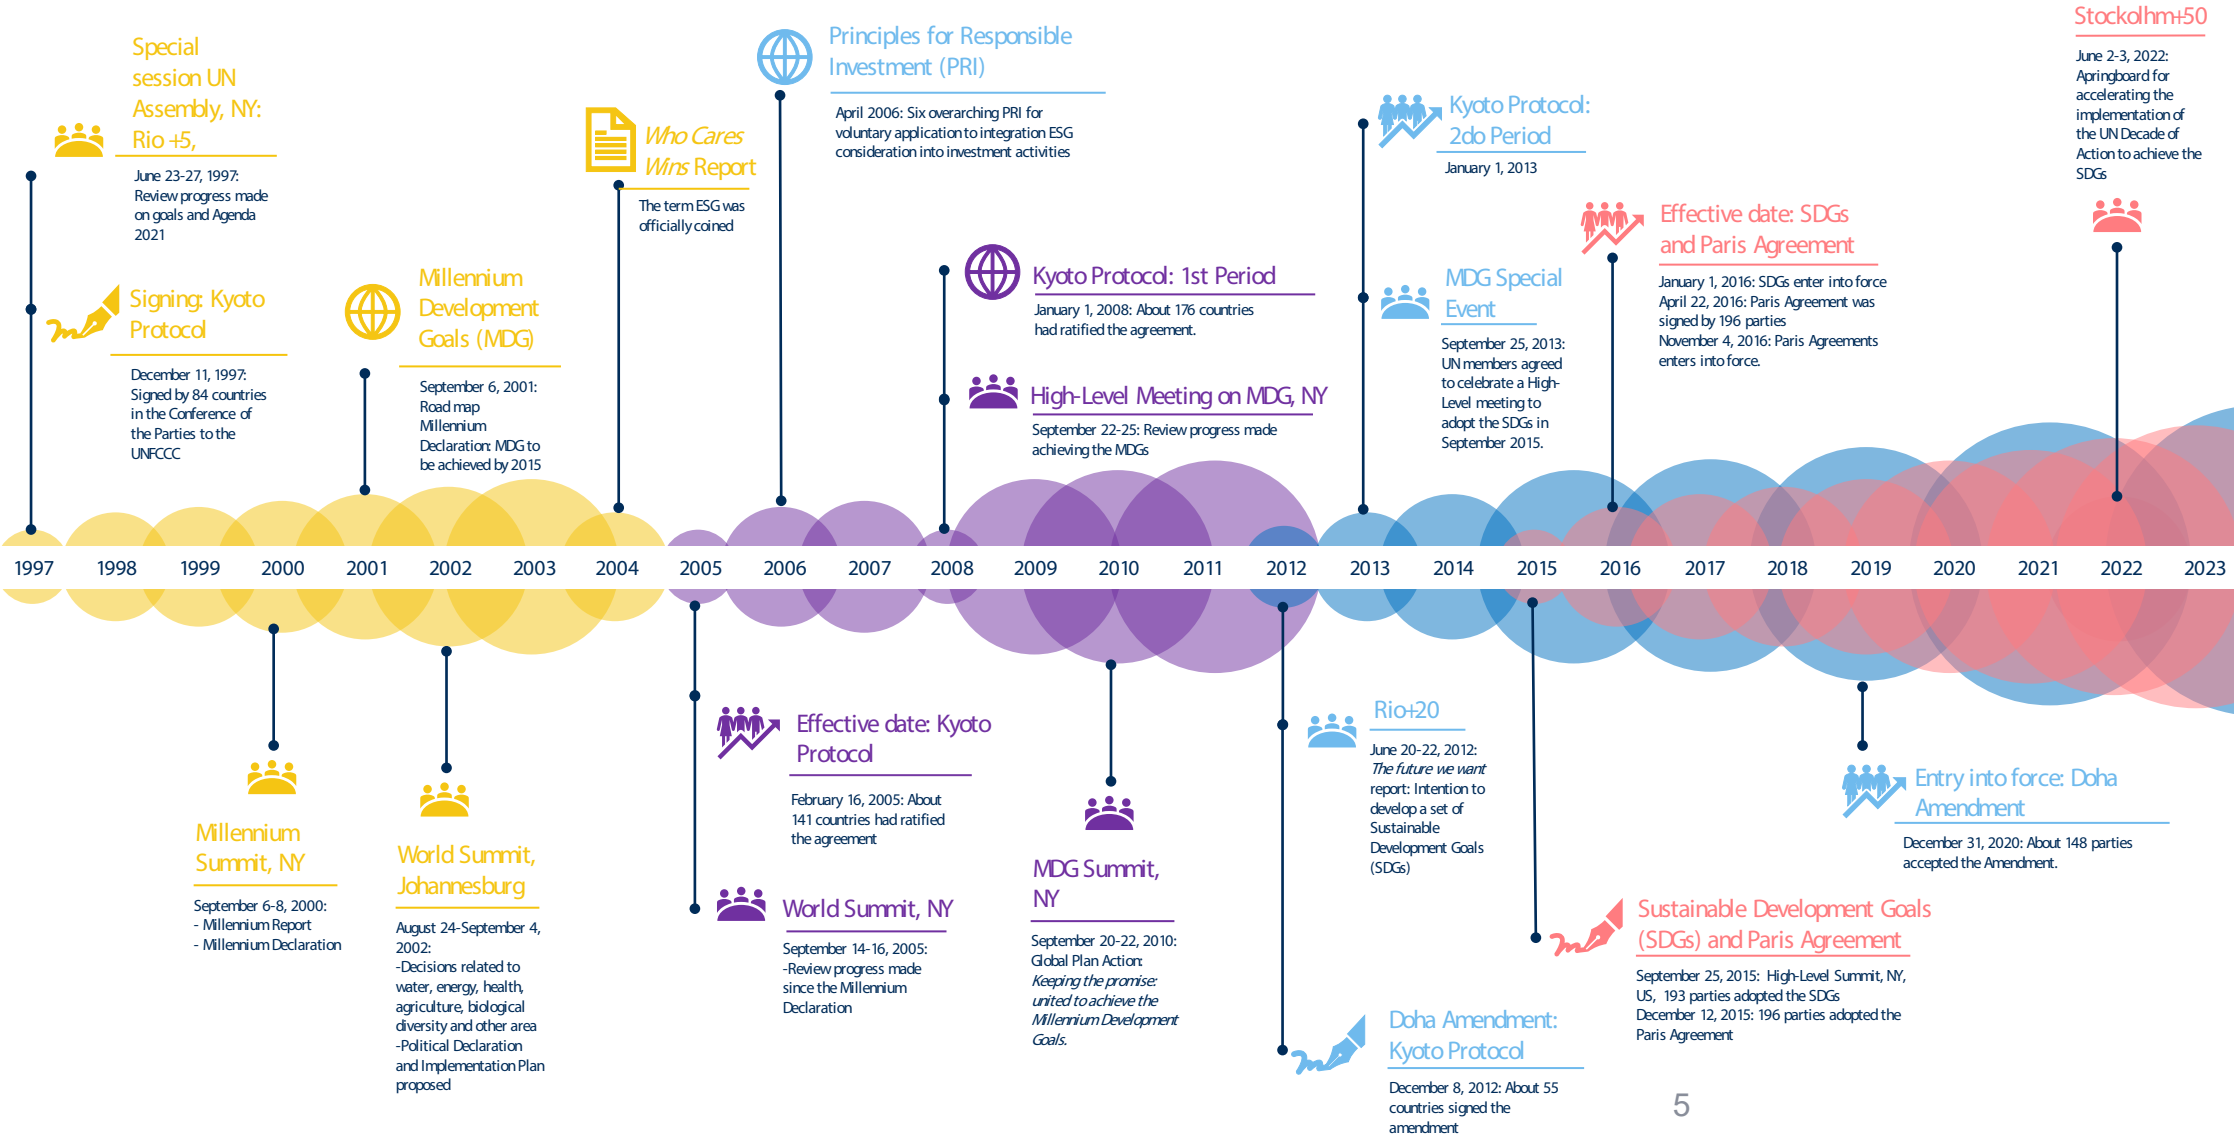 Special
session UN
Assembly, NY:
Rio +5,
June 23-27, 1997:
Review progress made
on goals and Agenda
2021
Signing: Kyoto
Protocol
December 11, 1997:
Signed by 84 countries
in the Conference of
the Parties to the
UNFCCC
Millennium
Development
Goals (MDG)
September 6, 2001:
Road map
Millennium
Declaration: MDG to
be achieved by 2015
Who Cares
Wins Report
The term ESG was
officially coined
Principles for Responsible
Investment (PRI)
April 2006: Six overarching PRI for
voluntary application to integration ESG
consideration into investment activities
Kyoto Protocol: 1st Period
January 1, 2008: About 176 countries
had ratified the agreement.
High-Level Meeting on MDG, NY
September 22-25: Review progress made
achieving the MDGs
Kyoto Protocol:
2do Period
January 1, 2013
MDG Special
Event
September 25, 2013:
UN members agreed
to celebrate a High-
Level meeting to
adopt the SDGs in
September 2015.
Effective date: SDGs
and Paris Agreement
January 1, 2016: SDGs enter into force
April 22, 2016: Paris Agreement was
signed by 196 parties
November 4, 2016: Paris Agreements
enters into force.
Stockolhm+50
June 2-3, 2022:
Apringboard for
accelerating the
implementation of
the UN Decade of
Action to achieve the
SDGs
1997 1998 1999 2000 2001 2002 2003 2004 2005 2006 2007 2008 2009 2010 2011 2012 2013 2014 2015 2016 2017 2018 2019 2020 2021 2022 2023
Millennium
Summit, NY
September 6-8, 2000:
- Millennium Report
- Millennium Declaration
World Summit,
Johannesburg
August 24-September 4,
2002:
-Decisions related to
water, energy, health,
agriculture, biological
diversity and other area
-Political Declaration
and Implementation Plan
proposed
Effective date: Kyoto
Protocol
February 16, 2005: About
141 countries had ratified
the agreement
World Summit, NY
September 14-16, 2005:
-Review progress made
since the Millennium
Declaration
MDG Summit,
NY
September 20-22, 2010:
Global Plan Action:
Keeping the promise:
united to achieve the
Millennium Development
Goals.
Rio+20
June 20-22, 2012:
The future we want
report: Intention to
develop a set of
Sustainable
Development Goals
(SDGs)
Doha Amendment:
Kyoto Protocol
December 8, 2012: About 55
countries signed the
amendment
Sustainable Development Goals
(SDGs) and Paris Agreement
September 25, 2015: High-Level Summit, NY,
US, 193 parties adopted the SDGs
December 12, 2015: 196 parties adopted the
Paris Agreement
Entry into force: Doha
Amendment
December 31, 2020: About 148 parties
accepted the Amendment.
5